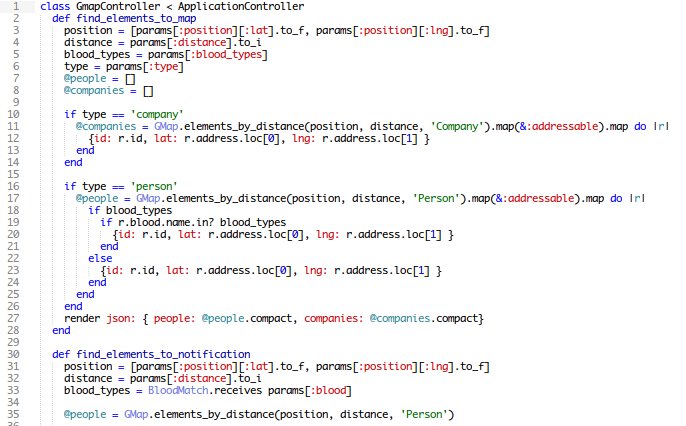 1 class GmapController < ApplicationController
2   def find_elements_to_map
3     position = [params[:position][:lat].to_f, params[:position][:lng].to_f]
4     distance = params[:distance].to_i
5     blood_types = params[:blood_types]
6     type = params[:type]
7     @people = []
8     @companies = []
9
10     if type == 'company'
11       @companies = GMap.elements_by_distance(position, distance, 'Company').map(&:addressable).map do |r|
12         {id: r.id, lat: r.address.loc[0], lng: r.address.loc[1] }
13       end
14     end
15
16     if type == 'person'
17       @people = GMap.elements_by_distance(position, distance, 'Person').map(&:addressable).map do |r|
18         if blood_types
19           if r.blood.name.in? blood_types
20             {id: r.id, lat: r.address.loc[0], lng: r.address.loc[1] }
21           end
22         else
23           {id: r.id, lat: r.address.loc[0], lng: r.address.loc[1] }
24         end
25       end
26     end
27     render json: { people: @people.compact, companies: @companies.compact}
28   end
29
30   def find_elements_to_notification
31     position = [params[:position][:lat].to_f, params[:position][:lng].to_f]
32     distance = params[:distance].to_i
33     blood_types = BloodMatch.receives params[:blood]
34
35     @people = GMap.elements_by_distance(position, distance, 'Person')